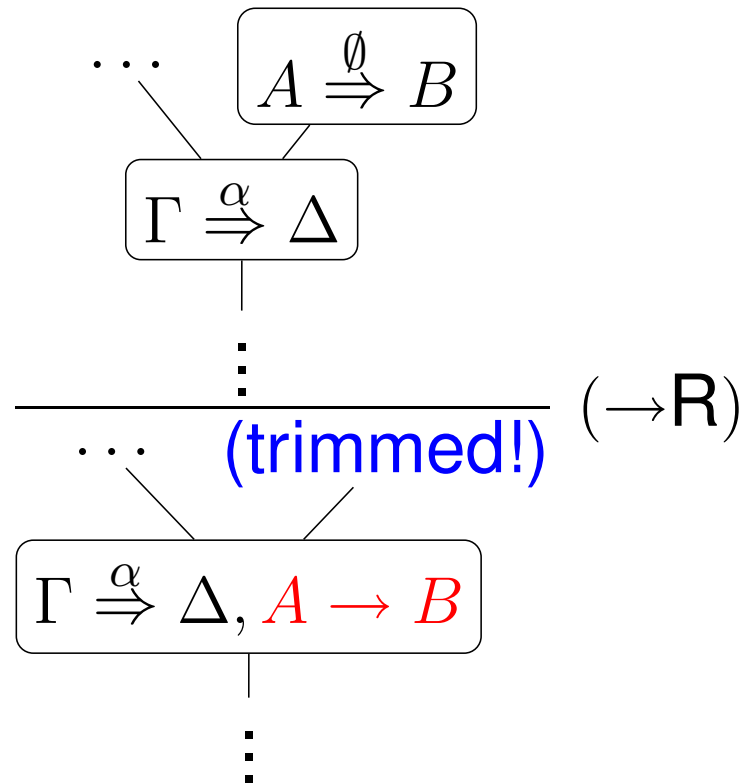 ⋯ A ∅⇒ B
Γ α⇒ Δ
⋮
(→R)
⋯ (trimmed!)
Γ α⇒ Δ, A → B
⋮